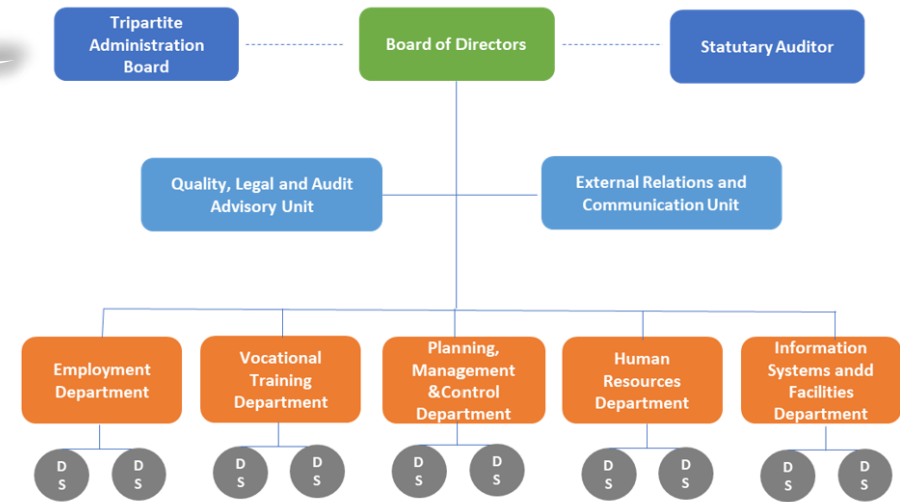 Tripartite
Administration
Board
Board of Directors
Statutary Auditor
Quality, Legal and Audit
Advisory Unit
External Relations and
Communication Unit
Employment
Department
Vocational
Training
Department
Planning,
Management
&Control
Department
Human
Resources
Department
Information
Systems andd
Facilities
Department
D
S
D
S
D
S
D
S
D
S
D
S
D
S
D
S
D
S
D
S